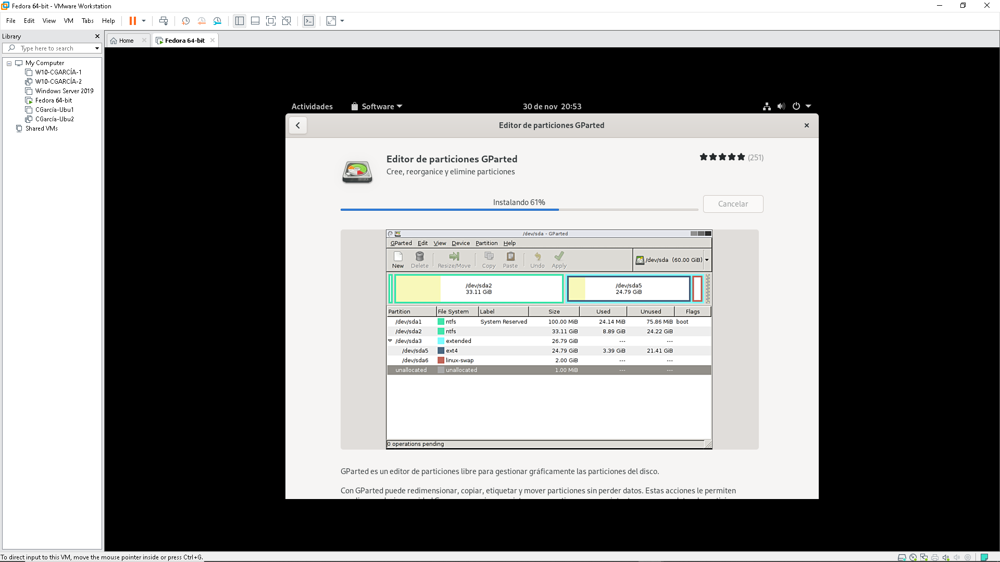 Fedora 64-bit - VMware Workstation
File Edit View VM Tabs Help
Library
Type here to search
My Computer
W10-CGARCÍA-1
W10-CGARCÍA-2
Windows Server 2019
Fedora 64-bit
CGarcía-Ubu1
CGarcía-Ubu2
Shared VMs
Home
Fedora 64-bit
Actividades Software 30 de nov 20:53
Editor de particiones GParted
Editor de particiones GParted
(251)
Cree, reorganice y elimine particiones
Instalando 61%
Cancelar
/dev/sda - GParted
GParted Edit View Device Partition Help
New Delete Resize/Move Copy Paste Undo Apply
/dev/sda (60.00 GiB)
/dev/sda2
33.11 GiB
/dev/sda5
24.79 GiB
Partition File System Label Size Used Unused Flags
/dev/sda1 ntfs System Reserved 100.00 MiB 24.14 MiB 75.86 MiB boot
/dev/sda2 ntfs 33.11 GiB 8.89 GiB 24.22 GiB
/dev/sda3 extended 26.79 GiB --- ---
/dev/sda5 ext4 24.79 GiB 3.39 GiB 21.41 GiB
/dev/sda6 linux-swap 2.00 GiB --- ---
unallocated unallocated 1.00 MiB --- ---
0 operations pending
GParted es un editor de particiones libre para gestionar gráficamente las particiones del disco.
Con GParted puede redimensionar, copiar, etiquetar y mover particiones sin perder datos. Estas acciones le permiten
To direct input to this VM, move the mouse pointer inside or press Ctrl+G.